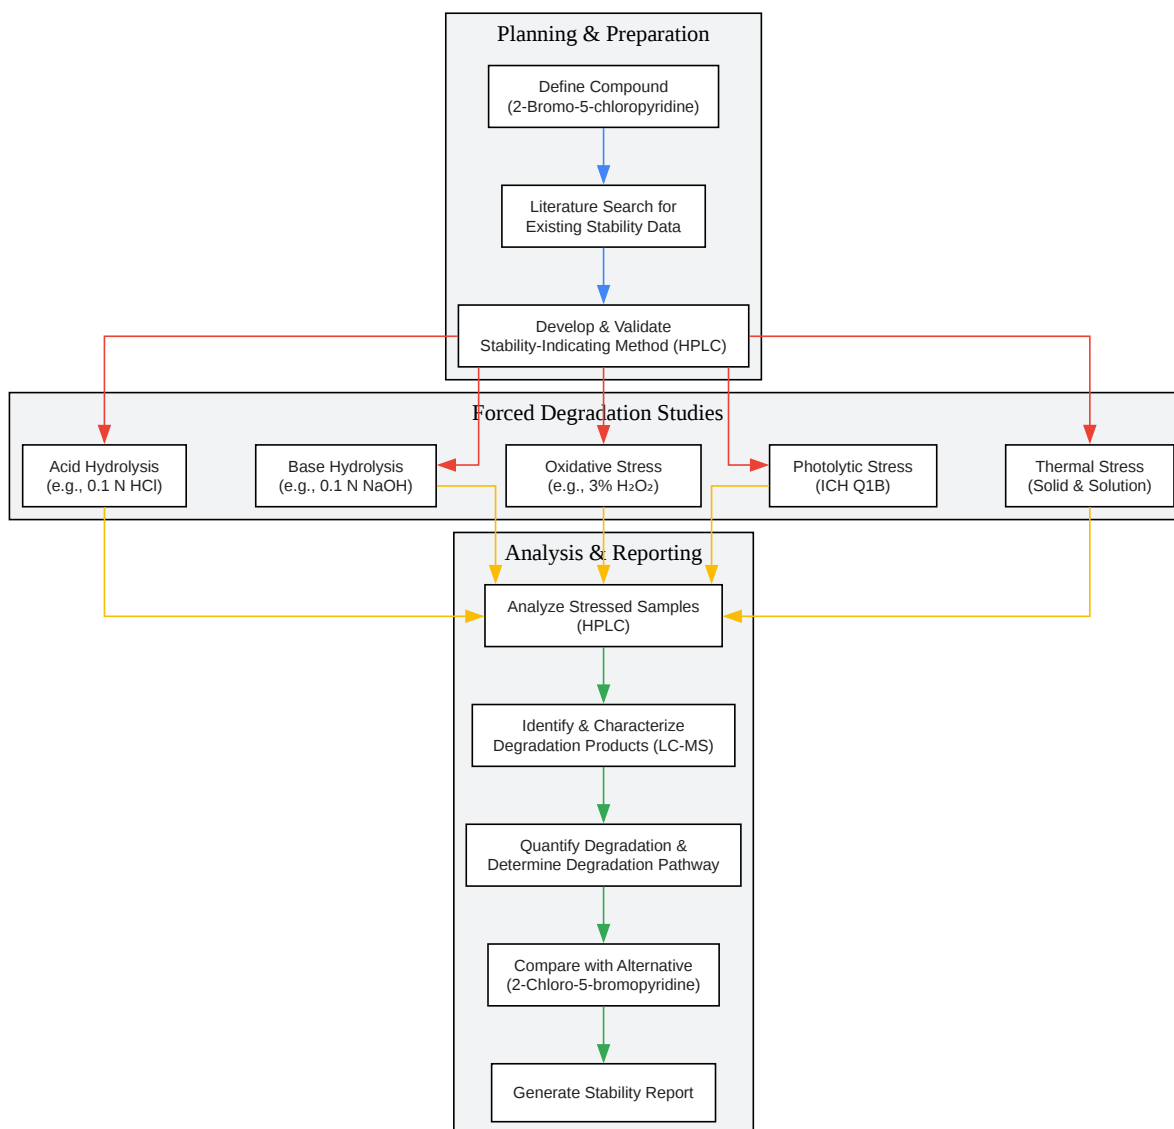 Planning & Preparation
Define Compound
(2-Bromo-5-chloropyridine)
Literature Search for
Existing Stability Data
Develop & Validate
Stability-Indicating Method (HPLC)
Forced Degradation Studies
Acid Hydrolysis
(e.g., 0.1 N HCl)
Base Hydrolysis
(e.g., 0.1 N NaOH)
Oxidative Stress
(e.g., 3% H₂O₂)
Photolytic Stress
(ICH Q1B)
Thermal Stress
(Solid & Solution)
Analysis & Reporting
Analyze Stressed Samples
(HPLC)
Identify & Characterize
Degradation Products (LC-MS)
Quantify Degradation &
Determine Degradation Pathway
Compare with Alternative
(2-Chloro-5-bromopyridine)
Generate Stability Report